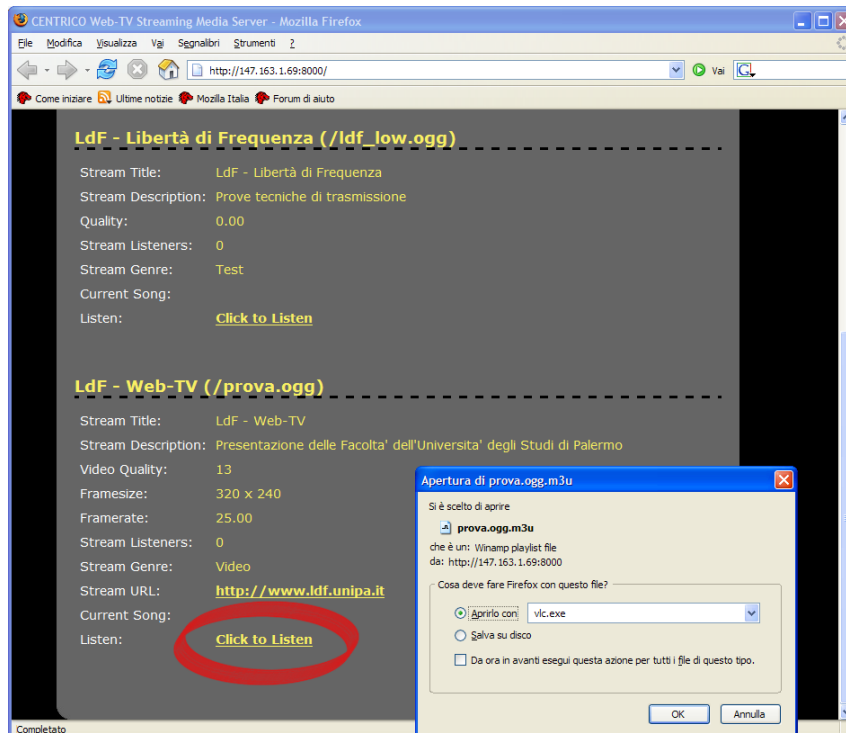 CENTRICO Web-TV Streaming Media Server - Mozilla Firefox
File Modifica Visualizza Vai Segnalibri Strumenti ?
http://147.163.1.69:8000/ Vai G
Come iniziare Ultime notizie Mozilla Italia Forum di aiuto
LdF - Libertà di Frequenza (/ldf_low.ogg)
Stream Title: LdF - Libertà di Frequenza
Stream Description: Prove tecniche di trasmissione
Quality: 0.00
Stream Listeners: 0
Stream Genre: Test
Current Song:
Listen: Click to Listen
LdF - Web-TV (/prova.ogg)
Stream Title: LdF - Web-TV
Stream Description: Presentazione delle Facolta' dell'Universita' degli Studi di Palermo
Video Quality: 13
Framesize: 320 x 240
Framerate: 25.00
Stream Listeners: 0
Stream Genre: Video
Stream URL: http://www.ldf.unipa.it
Current Song:
Listen: Click to Listen
Apertura di prova.ogg.m3u
Si è scelto di aprire
prova.ogg.m3u
che è un: Winamp playlist file
da: http://147.163.1.69:8000
Cosa deve fare Firefox con questo file?
Aprirlo con vlc.exe
Salva su disco
Da ora in avanti esegui questa azione per tutti i file di questo tipo.
OK Annulla
Completato